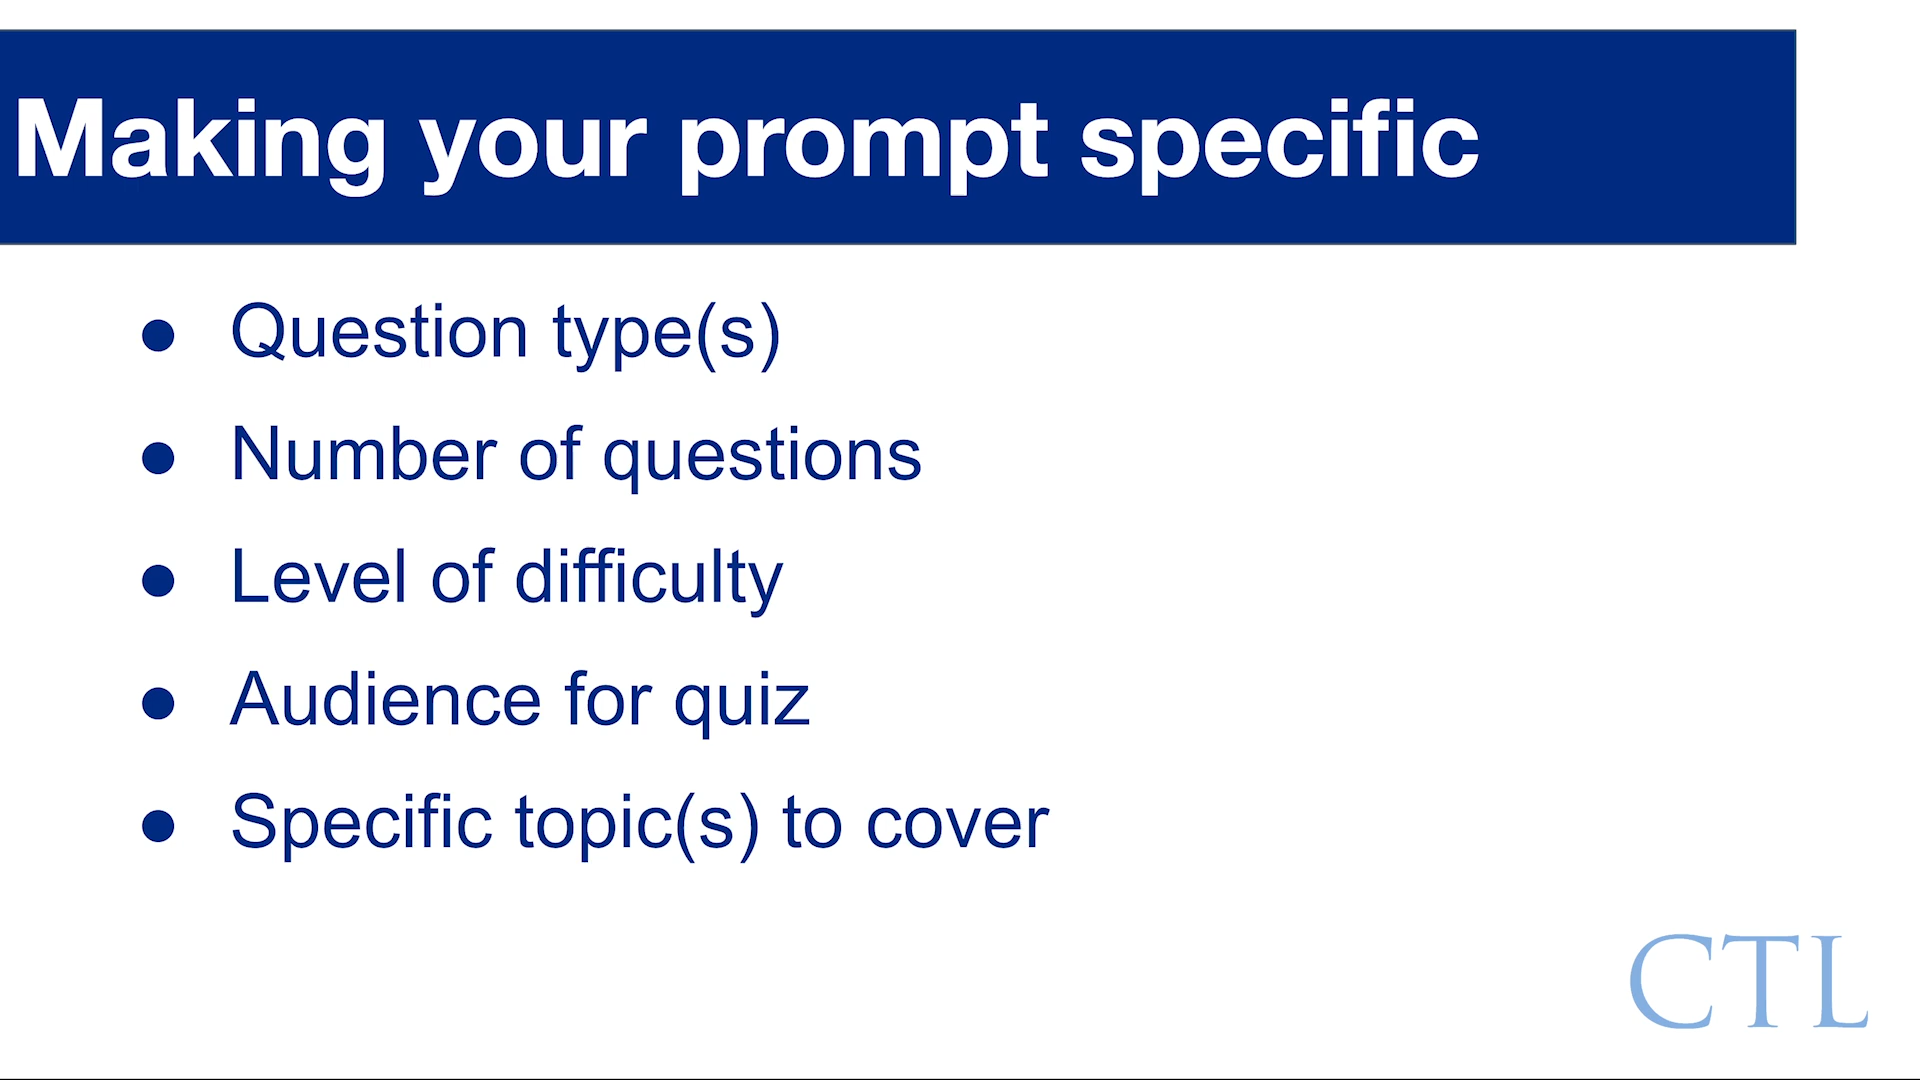 Making your prompt specific
● Question type(s)
● Number of questions
● Level of difficulty
● Audience for quiz
● Specific topic(s) to cover
CTL